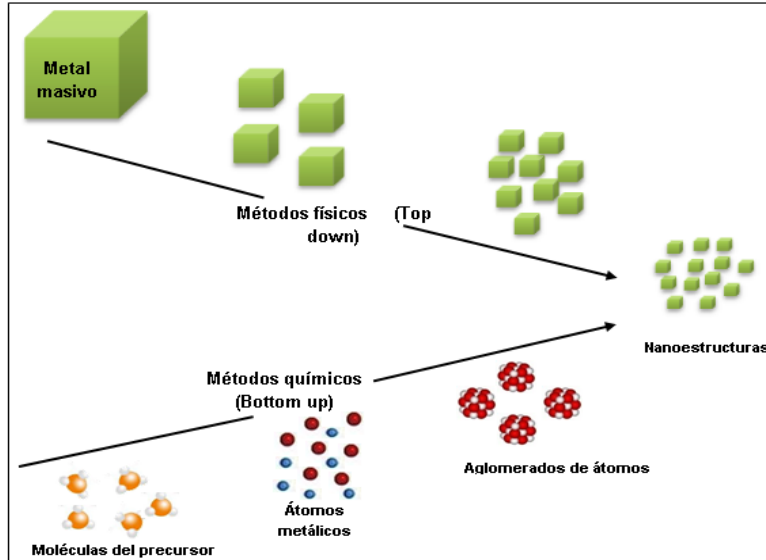 Metal
masivo
Métodos físicos (Top
down)
Nanoestructuras
Métodos químicos
(Bottom up)
Aglomerados de átomos
Átomos
metálicos
Moléculas del precursor